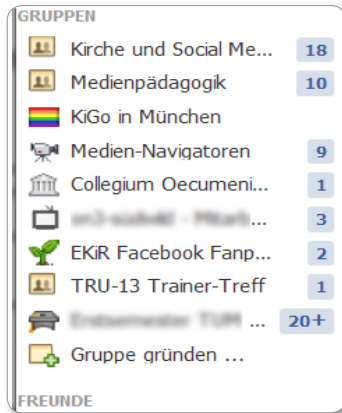 GRUPPEN
Kirche und Social Me... 18
Medienpädagogik 10
KiGo in München
Medien-Navigatoren 9
Collegium Oecumeni... 1
... 3
EKiR Facebook Fanp... 2
TRU-13 Trainer-Treff 1
... 20+
Gruppe gründen ...
FREUNDE